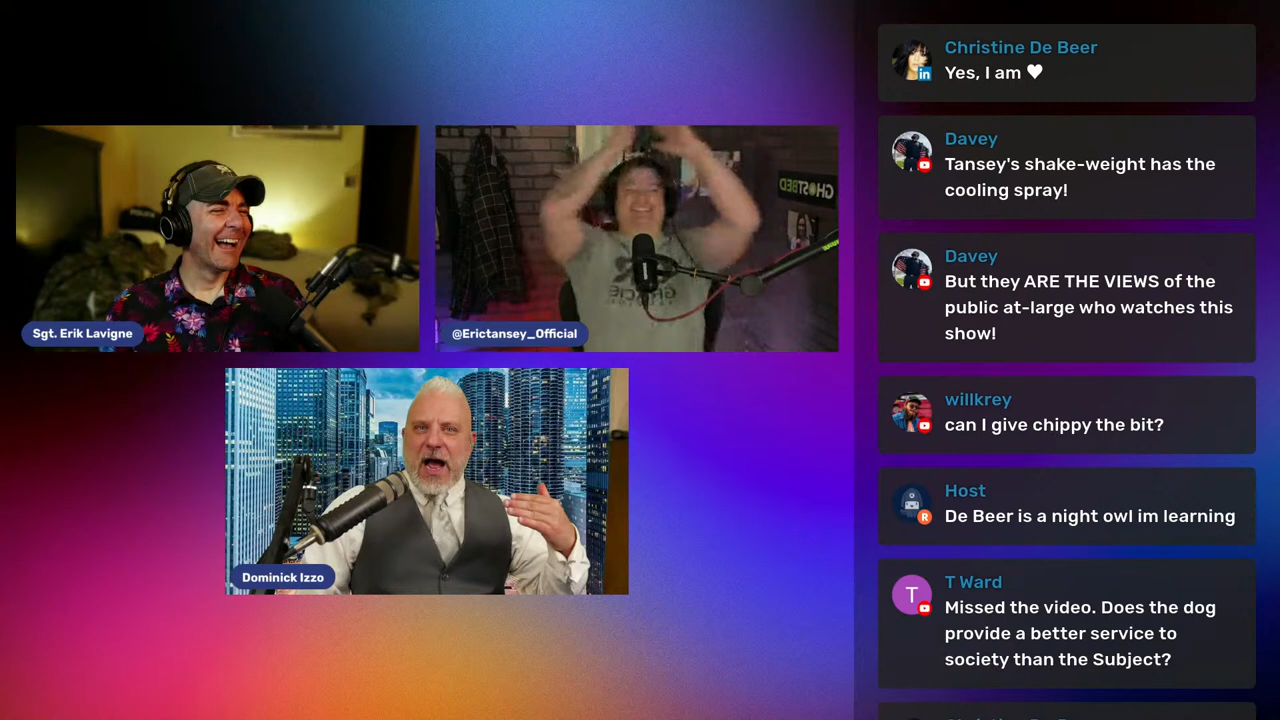 Christine De Beer
Yes, I am ♥
Davey
Tansey's shake-weight has the
cooling spray!
Davey
But they ARE THE VIEWS of the
public at-large who watches this
show!
willkrey
can I give chippy the bit?
Host
De Beer is a night owl im learning
T Ward
T
Missed the video. Does the dog
provide a better service to
society than the Subject?
GHOSTBED
Sgt. Erik Lavigne
@Erictansey_Official
Dominick Izzo
in
R